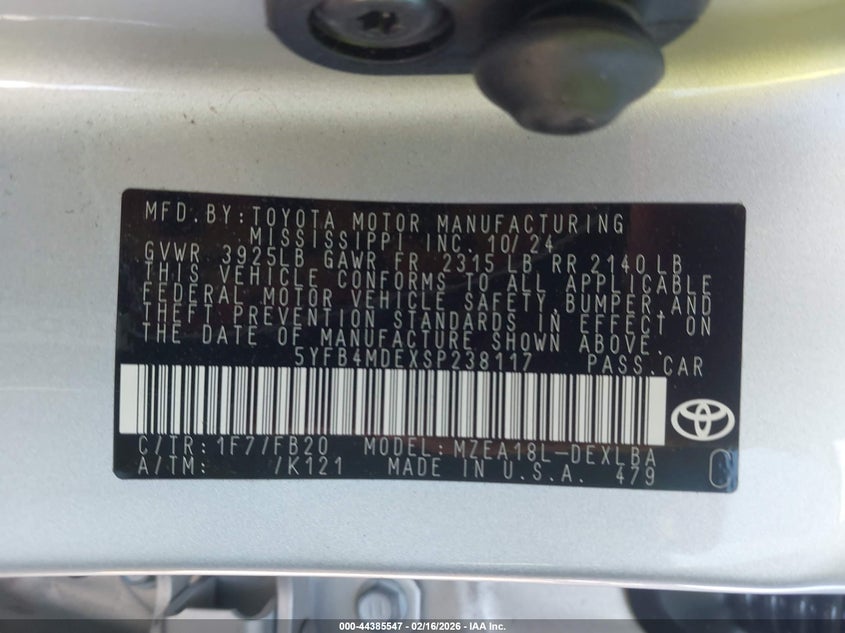 MFD.BY:TOYOTA MOTOR MANUFACTURING
MISSISSIPPI INC. 10/24
GVWR 3925LB GAWR FR 2315 LB RR 2140 LB
THIS VEHICLE CONFORMS TO ALL APPLICABLE
FEDERAL MOTOR VEHICLE SAFETY,BUMPER,AND
THEFT PREVENTION STANDARDS IN EFFECT ON
THE DATE OF MANUFACTURE SHOWN ABOVE.
5YFB4MDEXSP238117 PASS.CAR
C/TR: 1F7/FB20 MODEL:MZEA18L-DEXLBA
A/TM: /K121 MADE IN U.S.A. 479
000-44385547 - 02/16/2026 - IAA, Inc.